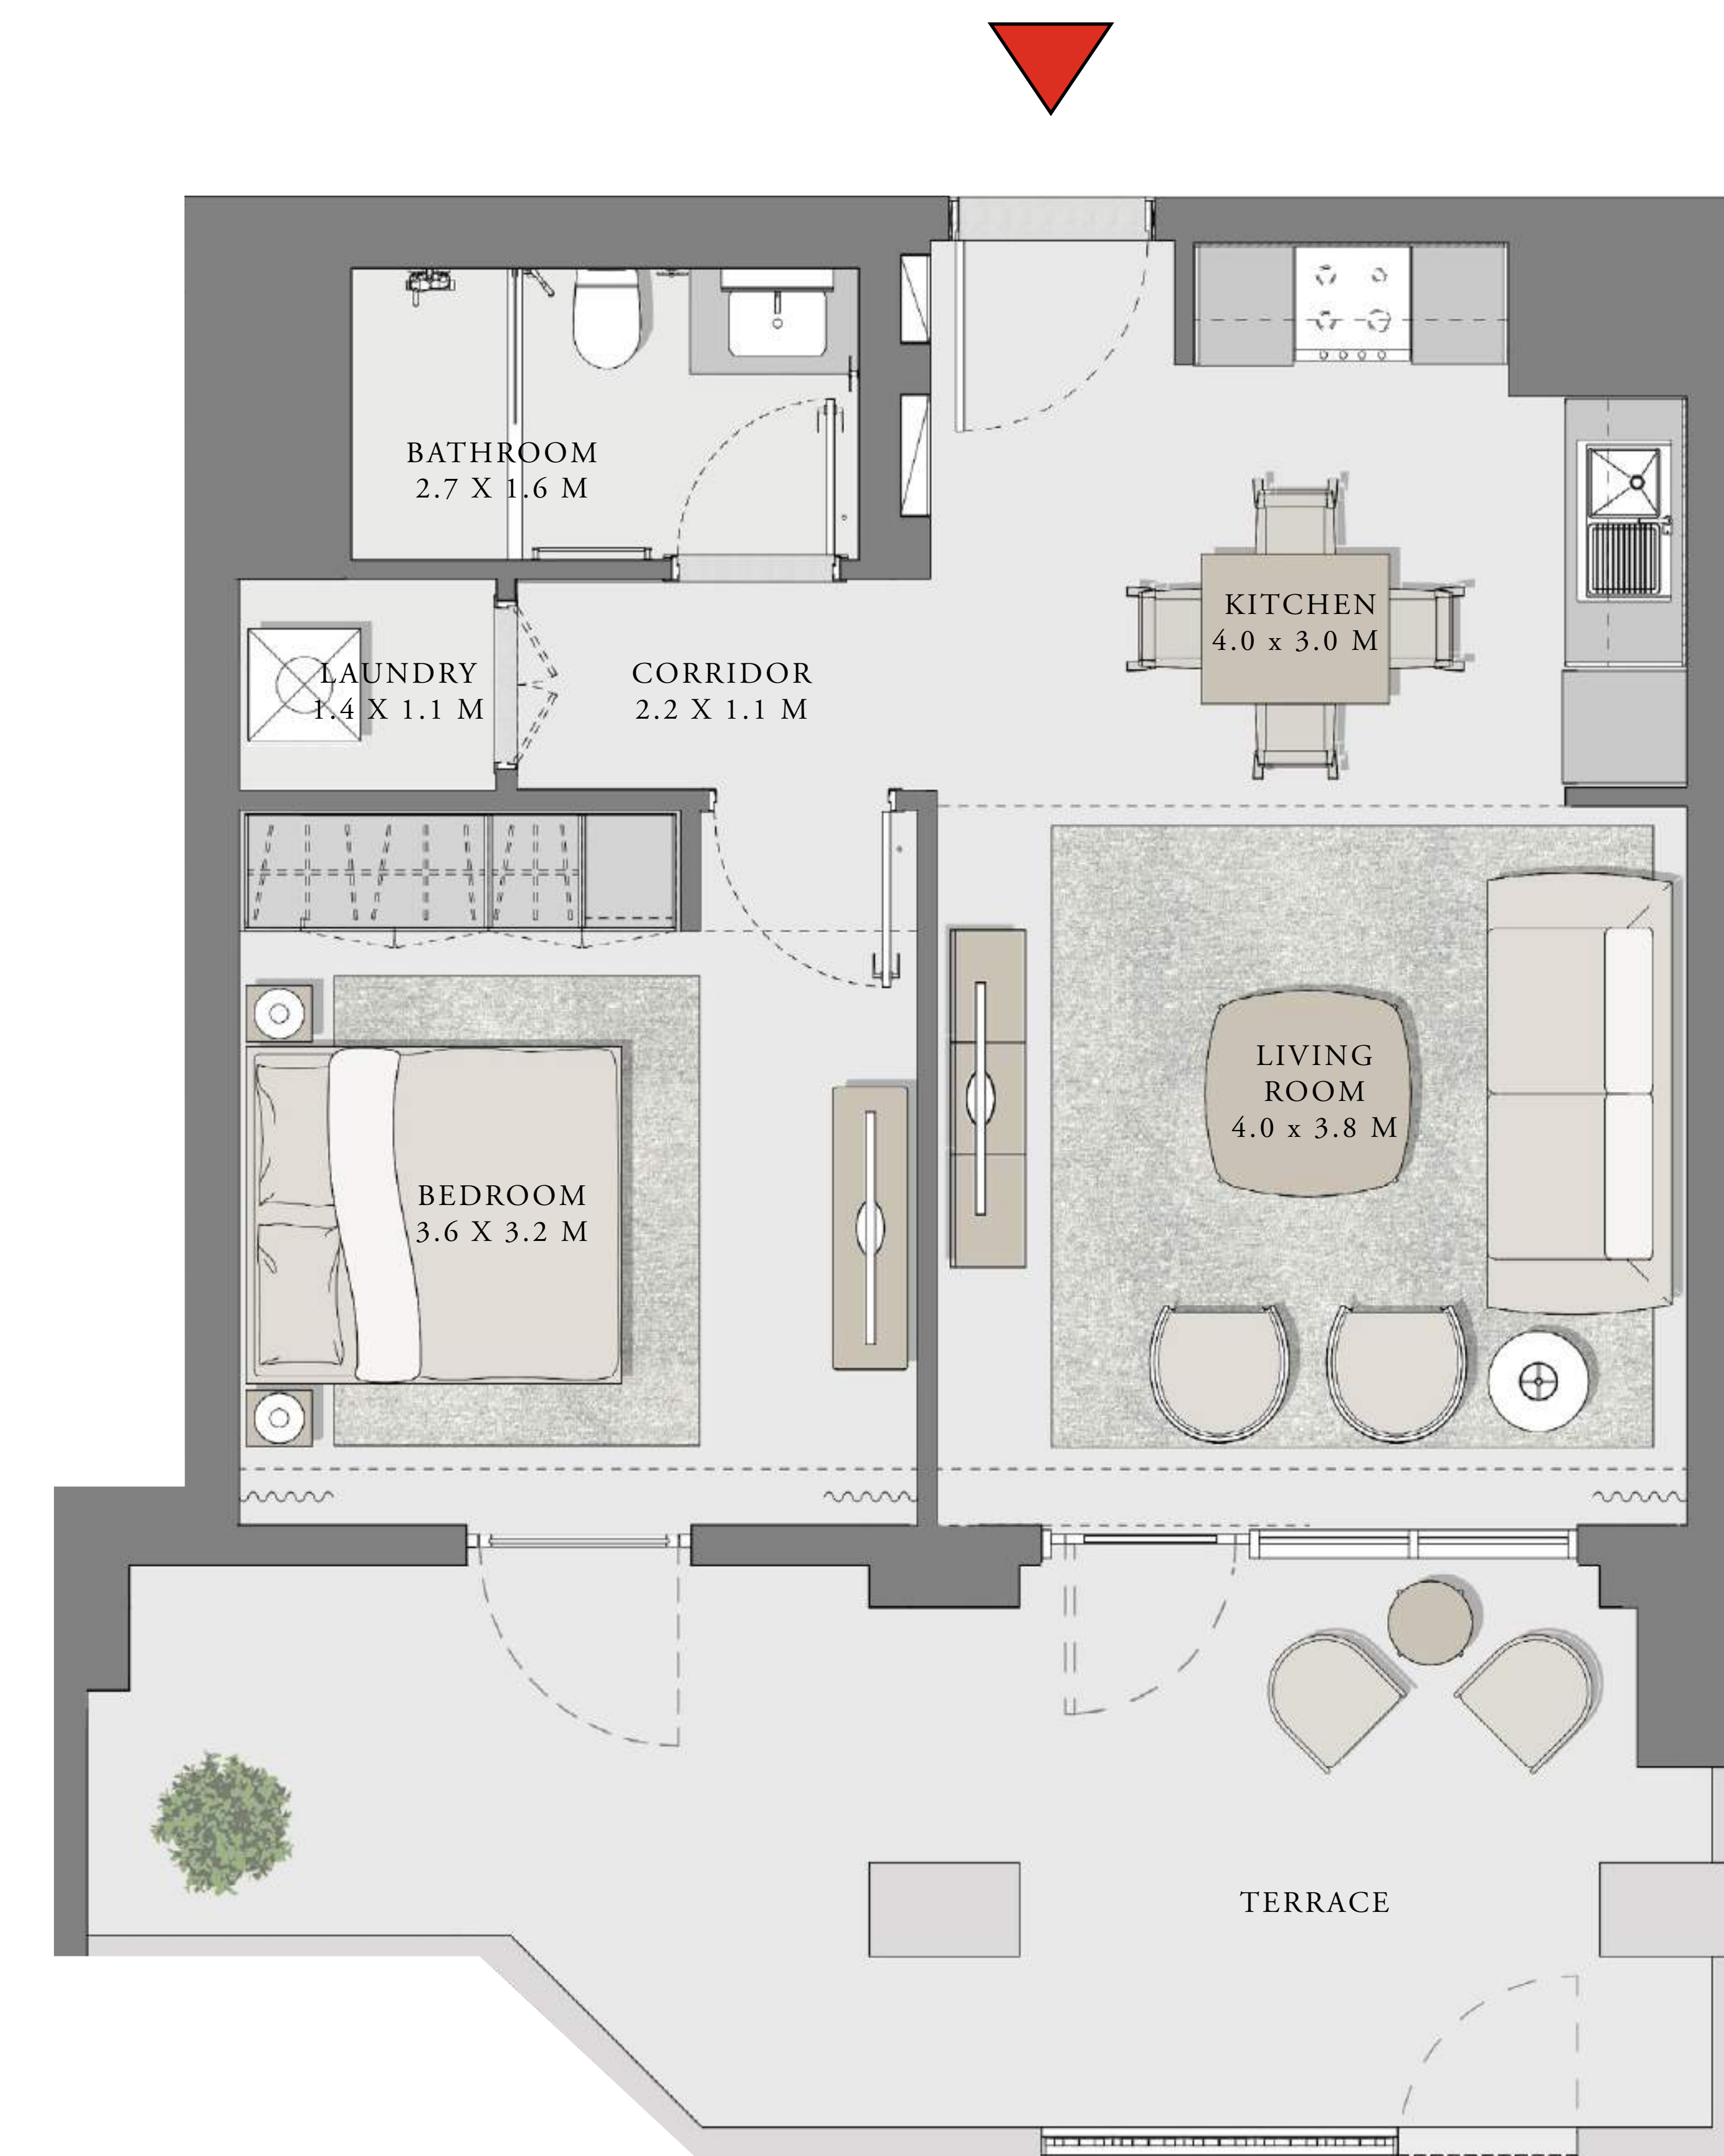 BATHROOM
2.7 X 1.6 M
KITCHEN
4.0 x 3.0 M
LAUNDRY
1.4 X 1.1 M
CORRIDOR
2.2 X 1.1 M
LIVING
ROOM
4.0 x 3.8 M
BEDROOM
3.6 X 3.2 M
TERRACE